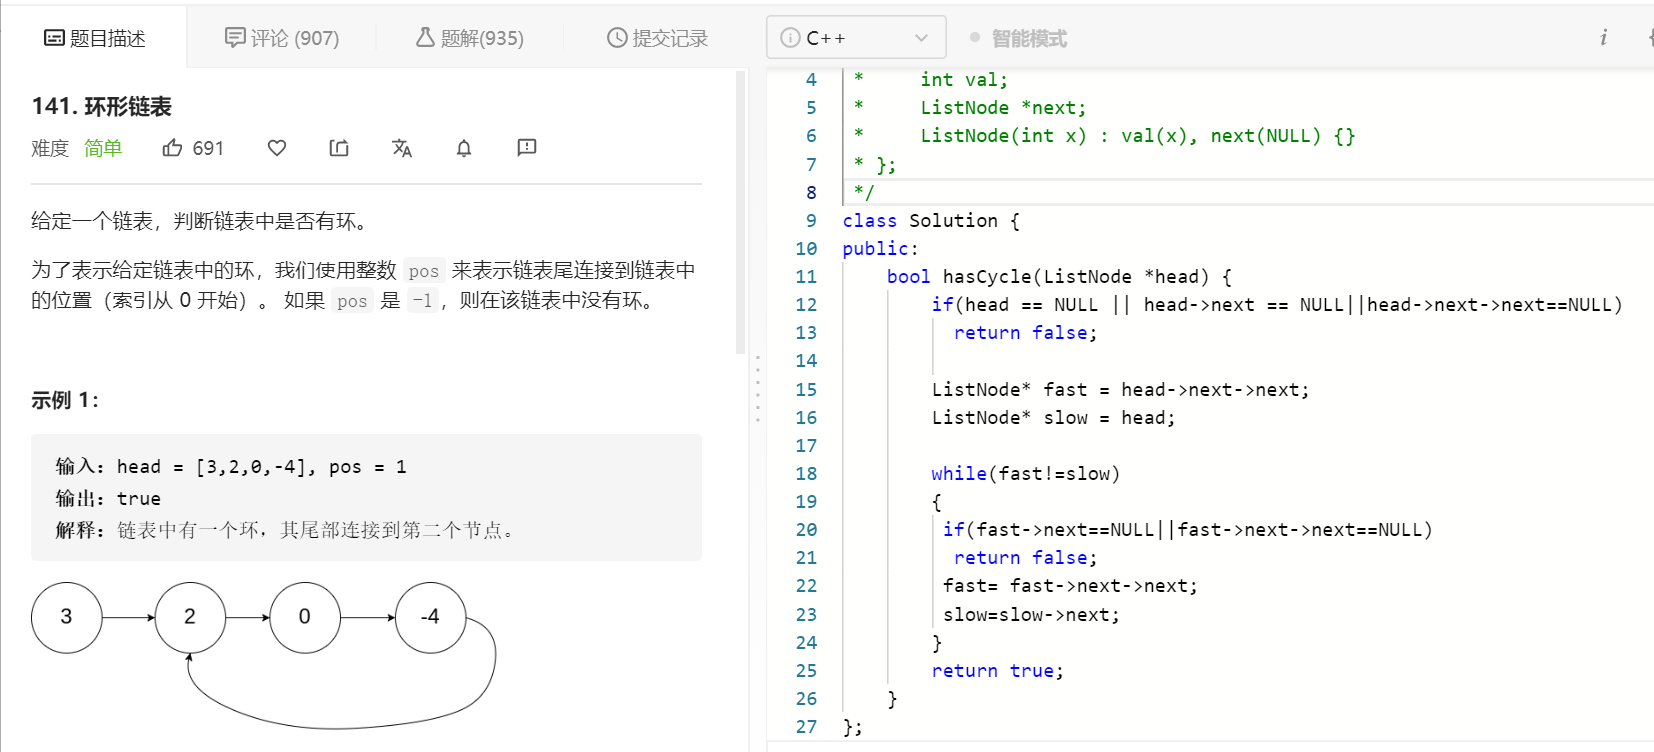 题目描述
评论 (907)
题解(935)
提交记录
141. 环形链表
难度 简单 691
给定一个链表，判断链表中是否有环。
为了表示给定链表中的环，我们使用整数 pos 来表示链表尾连接到链表中
的位置（索引从 0 开始）。 如果 pos 是 -1，则在该链表中没有环。
示例 1：
输入：head = [3,2,0,-4], pos = 1
输出：true
解释：链表中有一个环，其尾部连接到第二个节点。
3 2 0 -4
C++
智能模式
i
4 *     int val;
5 *     ListNode *next;
6 *     ListNode(int x) : val(x), next(NULL) {}
7 * };
8 */
9 class Solution {
10 public:
11     bool hasCycle(ListNode *head) {
12         if(head == NULL || head->next == NULL||head->next->next==NULL)
13           return false;
14
15         ListNode* fast = head->next->next;
16         ListNode* slow = head;
17
18         while(fast!=slow)
19         {
20          if(fast->next==NULL||fast->next->next==NULL)
21           return false;
22          fast= fast->next->next;
23          slow=slow->next;
24         }
25         return true;
26     }
27 };